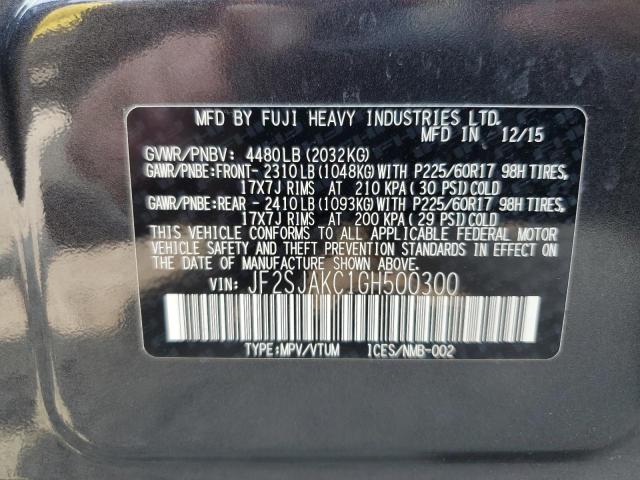 MFD BY FUJI HEAVY INDUSTRIES LTD.
MFD IN 12/15
GVWR/PNBV: 4480LB (2032KG)
GAWR/PNBE:FRONT- 2310LB (1048KG) WITH P225/60R17 98H TIRES,
17X7J RIMS AT 210 KPA ( 30 PSI) COLD
GAWR/PNBE:REAR - 2410LB (1093KG) WITH P225/60R17 98H TIRES,
17X7J RIMS AT 200 KPA ( 29 PSI) COLD
THIS VEHICLE CONFORMS TO ALL APPLICABLE FEDERAL MOTOR
VEHICLE SAFETY AND THEFT PREVENTION STANDARDS IN EFFECT
ON THE DATE OF MANUFACTURE SHOWN ABOVE.
VIN: JF2SJAKC1GH500300
TYPE:MPV/VTUM ICES/NMB-002